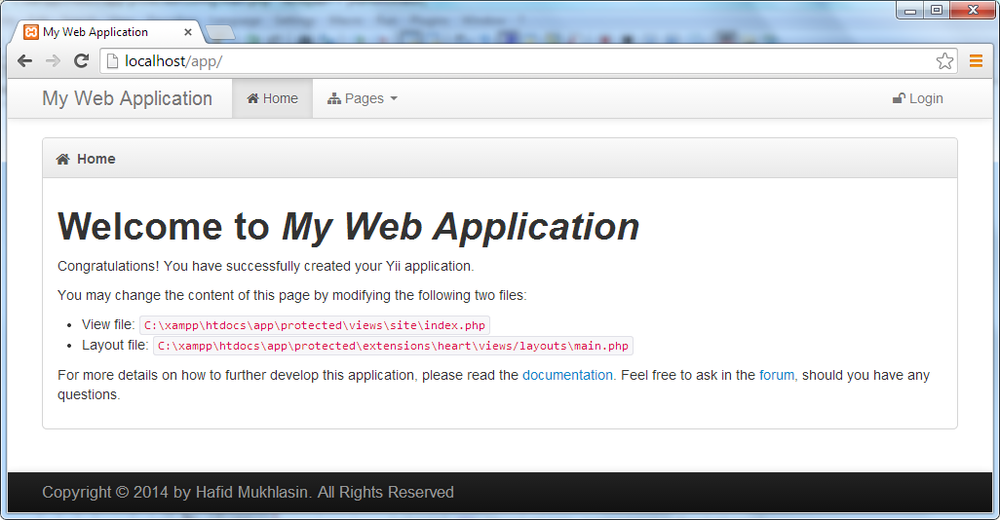 My Web Application
localhost/app/
My Web Application Home Pages Login
Home
Welcome to My Web Application
Congratulations! You have successfully created your Yii application.
You may change the content of this page by modifying the following two files:
• View file: C:\xampp\htdocs\app\protected\views\site\index.php
• Layout file: C:\xampp\htdocs\app\protected\extensions\heart\views/layouts\main.php
For more details on how to further develop this application, please read the documentation. Feel free to ask in the forum, should you have any
questions.
Copyright © 2014 by Hafid Mukhlasin. All Rights Reserved